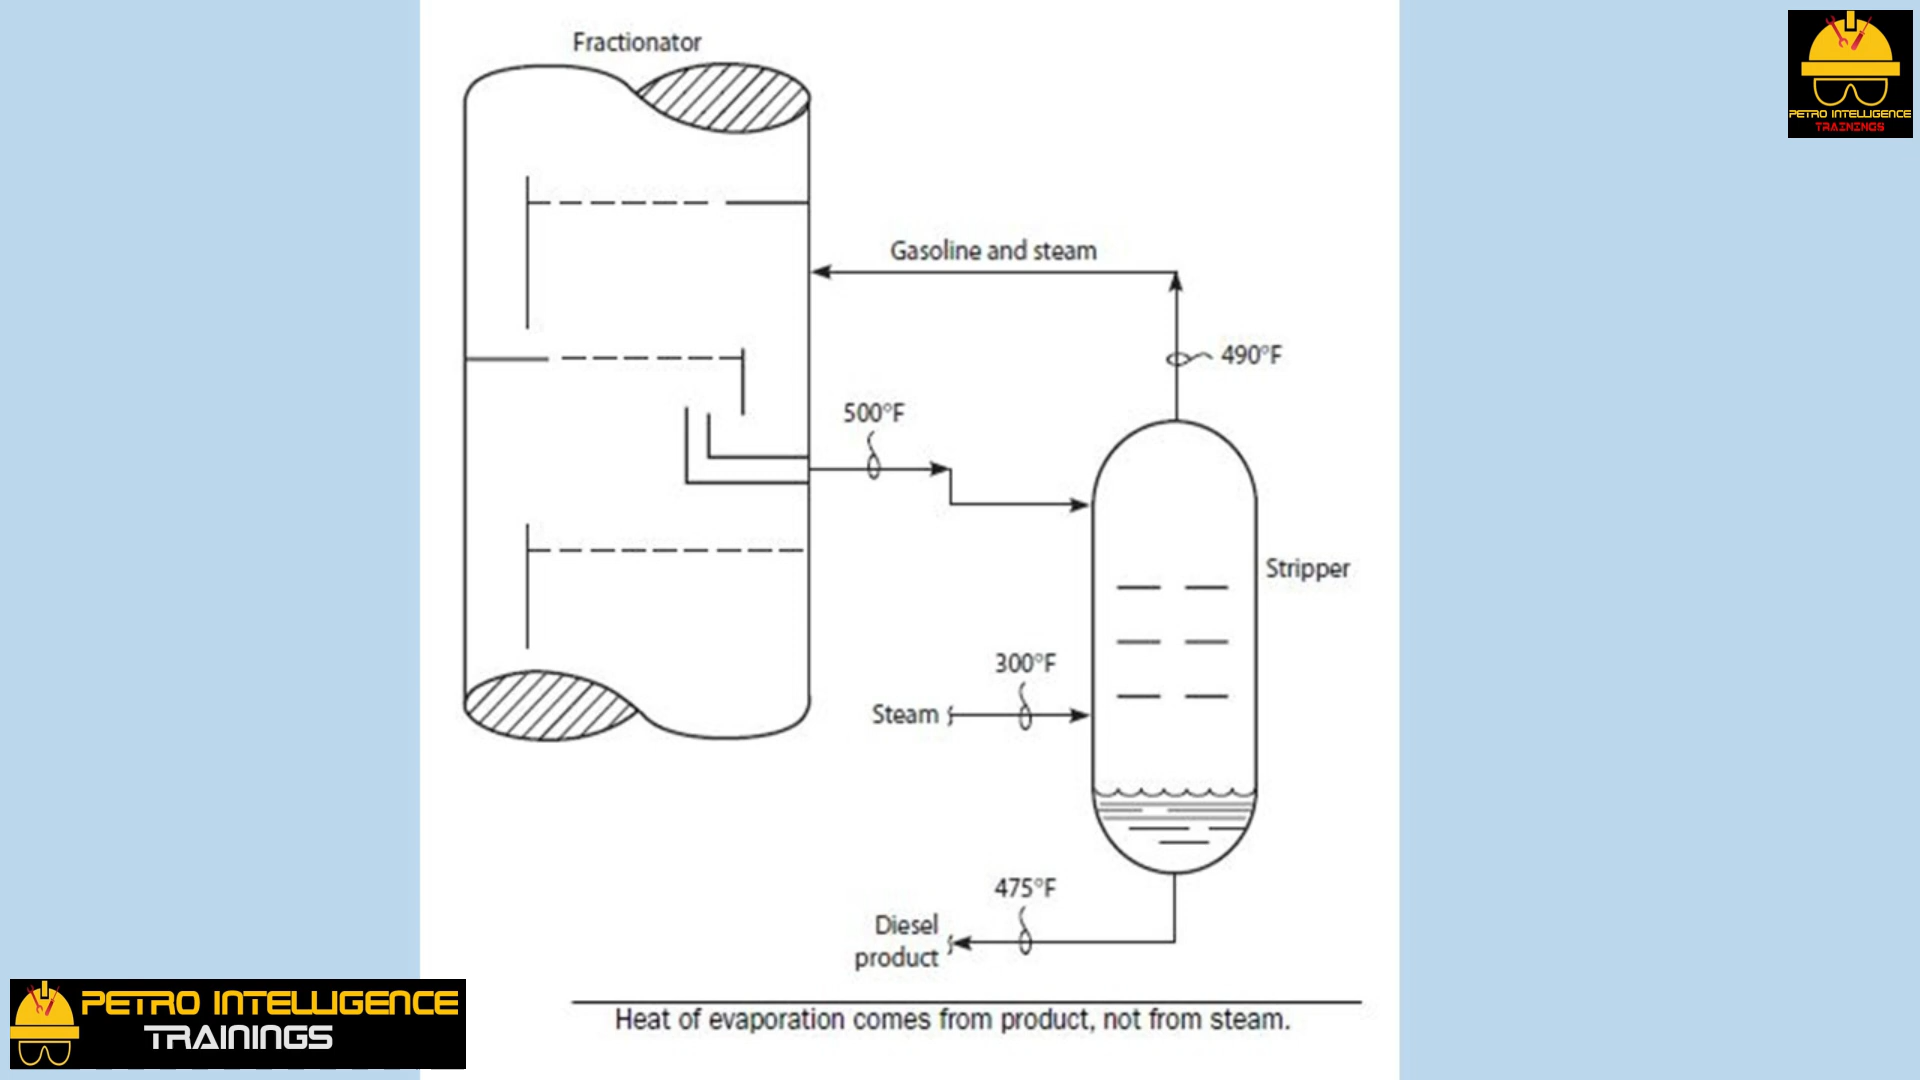 Fractionator
PETRO INTELLIGENCE
TRAININGS
Gasoline and steam
490°F
500°F
Stripper
300°F
Steam
475°F
Diesel
product
PETRO INTELLIGENCE
TRAININGS
Heat of evaporation comes from product, not from steam.